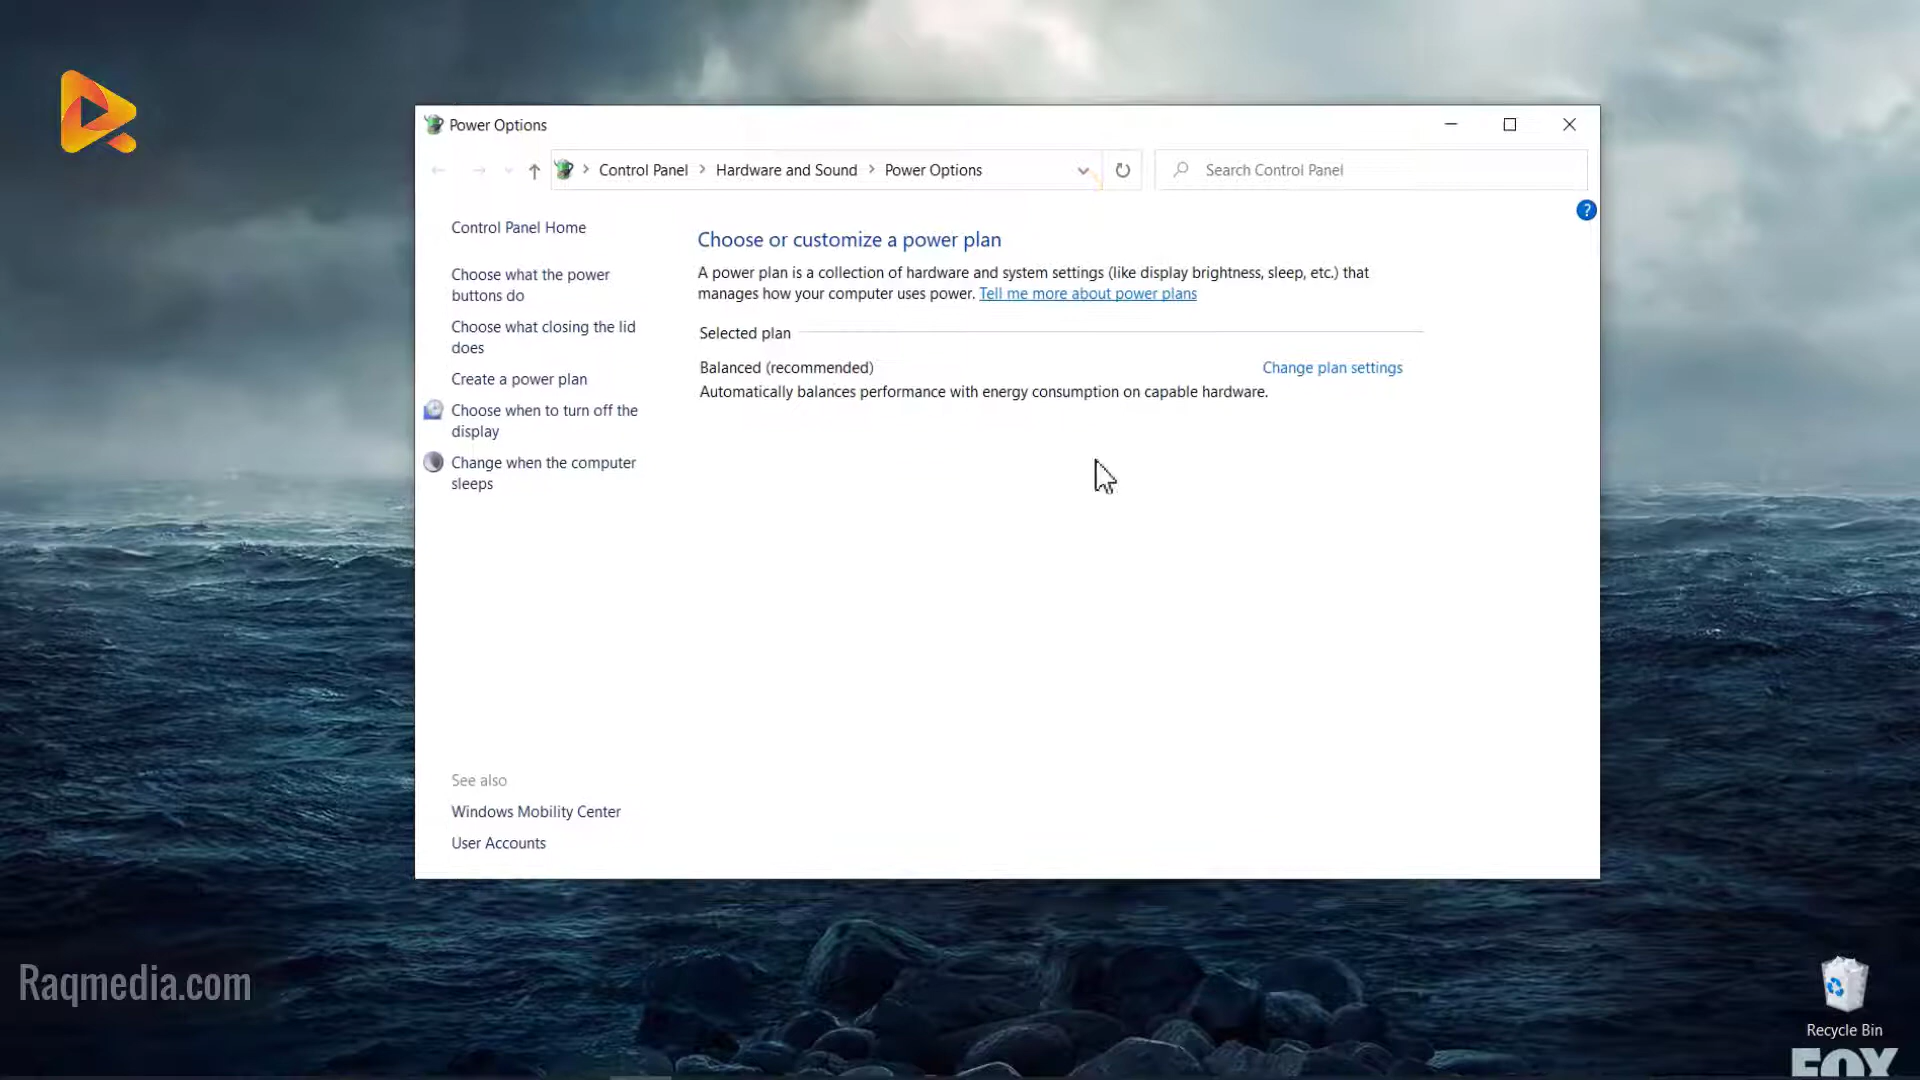 Power Options
Control Panel > Hardware and Sound > Power Options
Search Control Panel
?
Control Panel Home
Choose what the power
buttons do
Choose what closing the lid
does
Create a power plan
Choose when to turn off the
display
Change when the computer
sleeps
Choose or customize a power plan
A power plan is a collection of hardware and system settings (like display brightness, sleep, etc.) that
manages how your computer uses power. Tell me more about power plans
Selected plan
Balanced (recommended)
Change plan settings
Automatically balances performance with energy consumption on capable hardware.
See also
Windows Mobility Center
User Accounts
Raqmedia.com
Recycle Bin
FOX